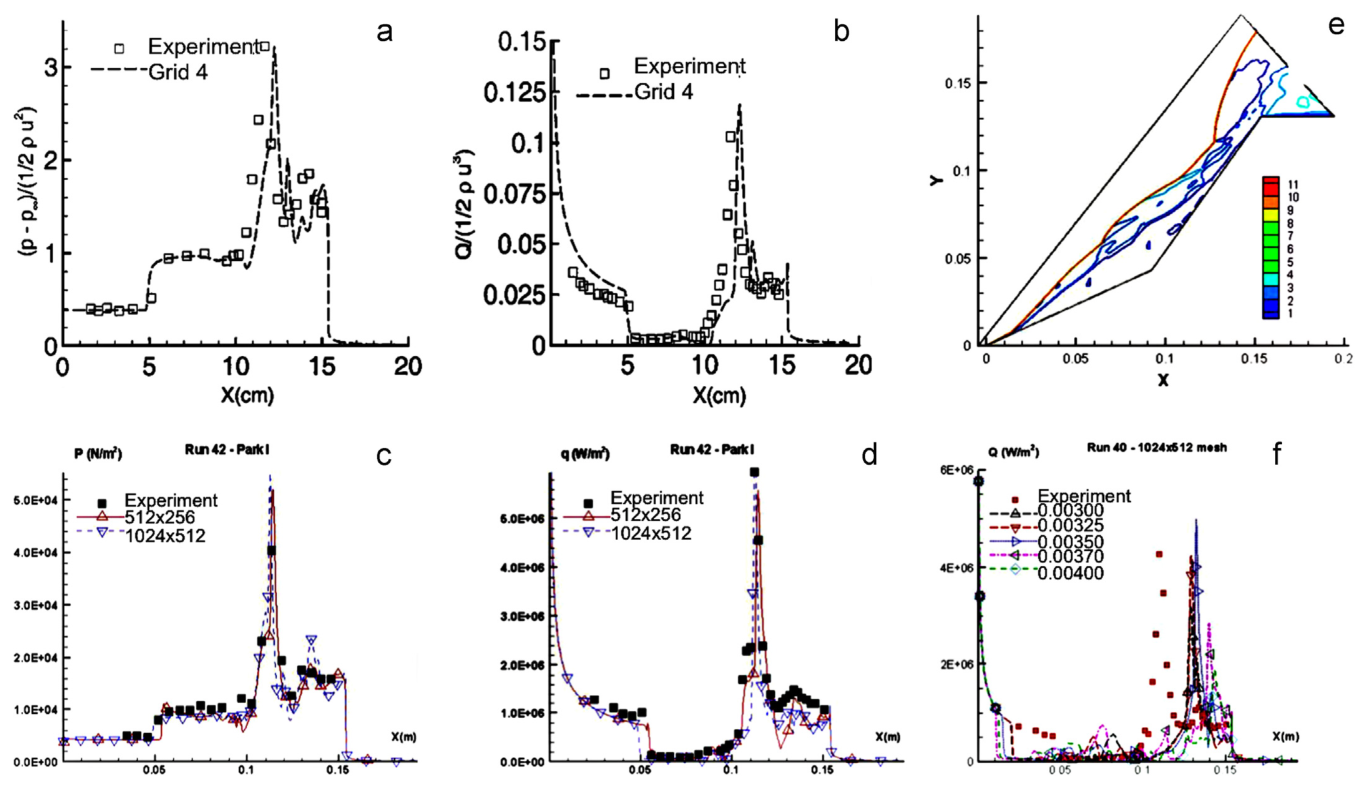 a
Experiment
Grid 4
(p - p∞)/(1/2 ρ u²)
3
2
1
0
0 5 10 15 20
X(cm)
b
Experiment
Grid 4
Q/(1/2 ρ u³)
0.15
0.125
0.1
0.075
0.05
0.025
0
0 5 10 15 20
X(cm)
e
Y
0.15
0.1
0.05
0
0 0.05 0.1 0.15 0.2
X
11
10
9
8
7
6
5
4
3
2
1
P (N/m²)
Run 42 - Park I
c
Experiment
512x256
1024x512
5.0E+04
4.0E+04
3.0E+04
2.0E+04
1.0E+04
0.0E+00
X(m)
0.05 0.1 0.15
q (W/m²)
Run 42 - Park I
d
Experiment
512x256
1024x512
6.0E+06
5.0E+06
4.0E+06
3.0E+06
2.0E+06
1.0E+06
0.0E+00
X(m)
0.05 0.1 0.15
Q (W/m²)
Run 40 - 1024x512 mesh
f
Experiment
0.00300
0.00325
0.00350
0.00370
0.00400
6E+06
4E+06
2E+06
0
X(m)
0.05 0.1 0.15